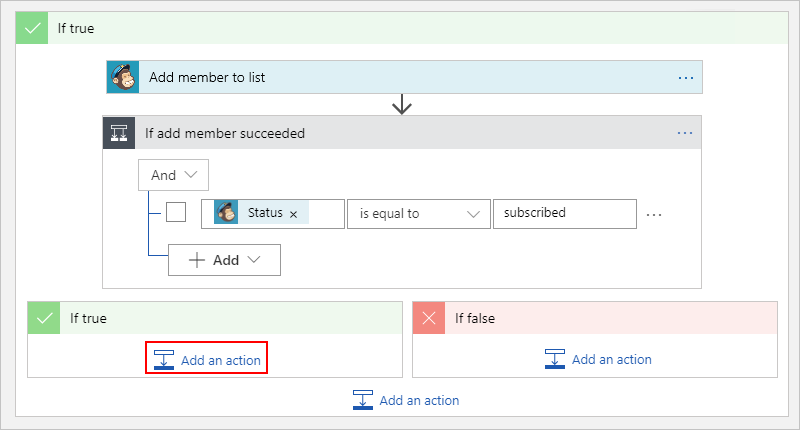 If true
Add member to list
...
If add member succeeded
...
And
Status × is equal to subscribed ...
+ Add
If true
If false
Add an action
Add an action
Add an action